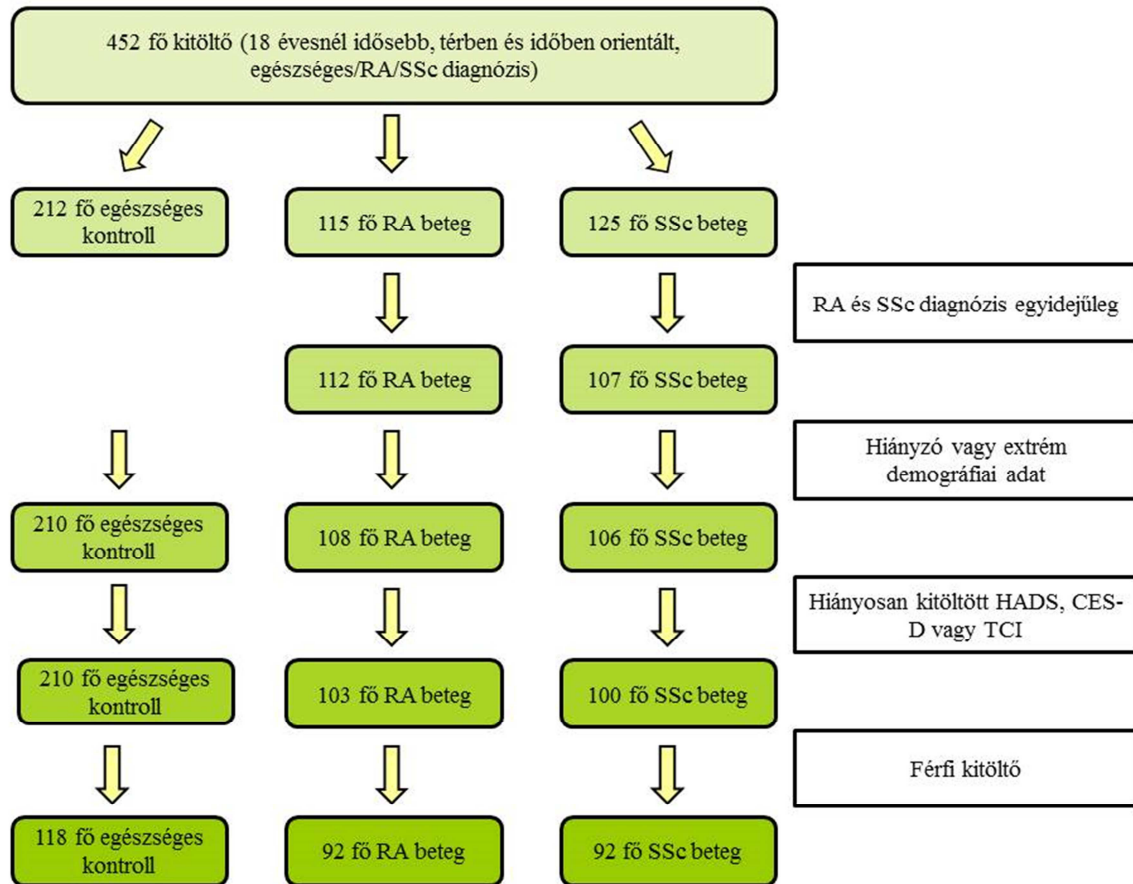 452 fő kitöltő (18 évesnél idősebb, térben és időben orientált,
egészséges/RA/SSc diagnózis)
212 fő egészséges
kontroll
115 fő RA beteg
125 fő SSc beteg
RA és SSc diagnózis egyidejűleg
112 fő RA beteg
107 fő SSc beteg
Hiányzó vagy extrém
demográfiai adat
210 fő egészséges
kontroll
108 fő RA beteg
106 fő SSc beteg
Hiányosan kitöltött HADS, CES-
D vagy TCI
210 fő egészséges
kontroll
103 fő RA beteg
100 fő SSc beteg
Férfi kitöltő
118 fő egészséges
kontroll
92 fő RA beteg
92 fő SSc beteg